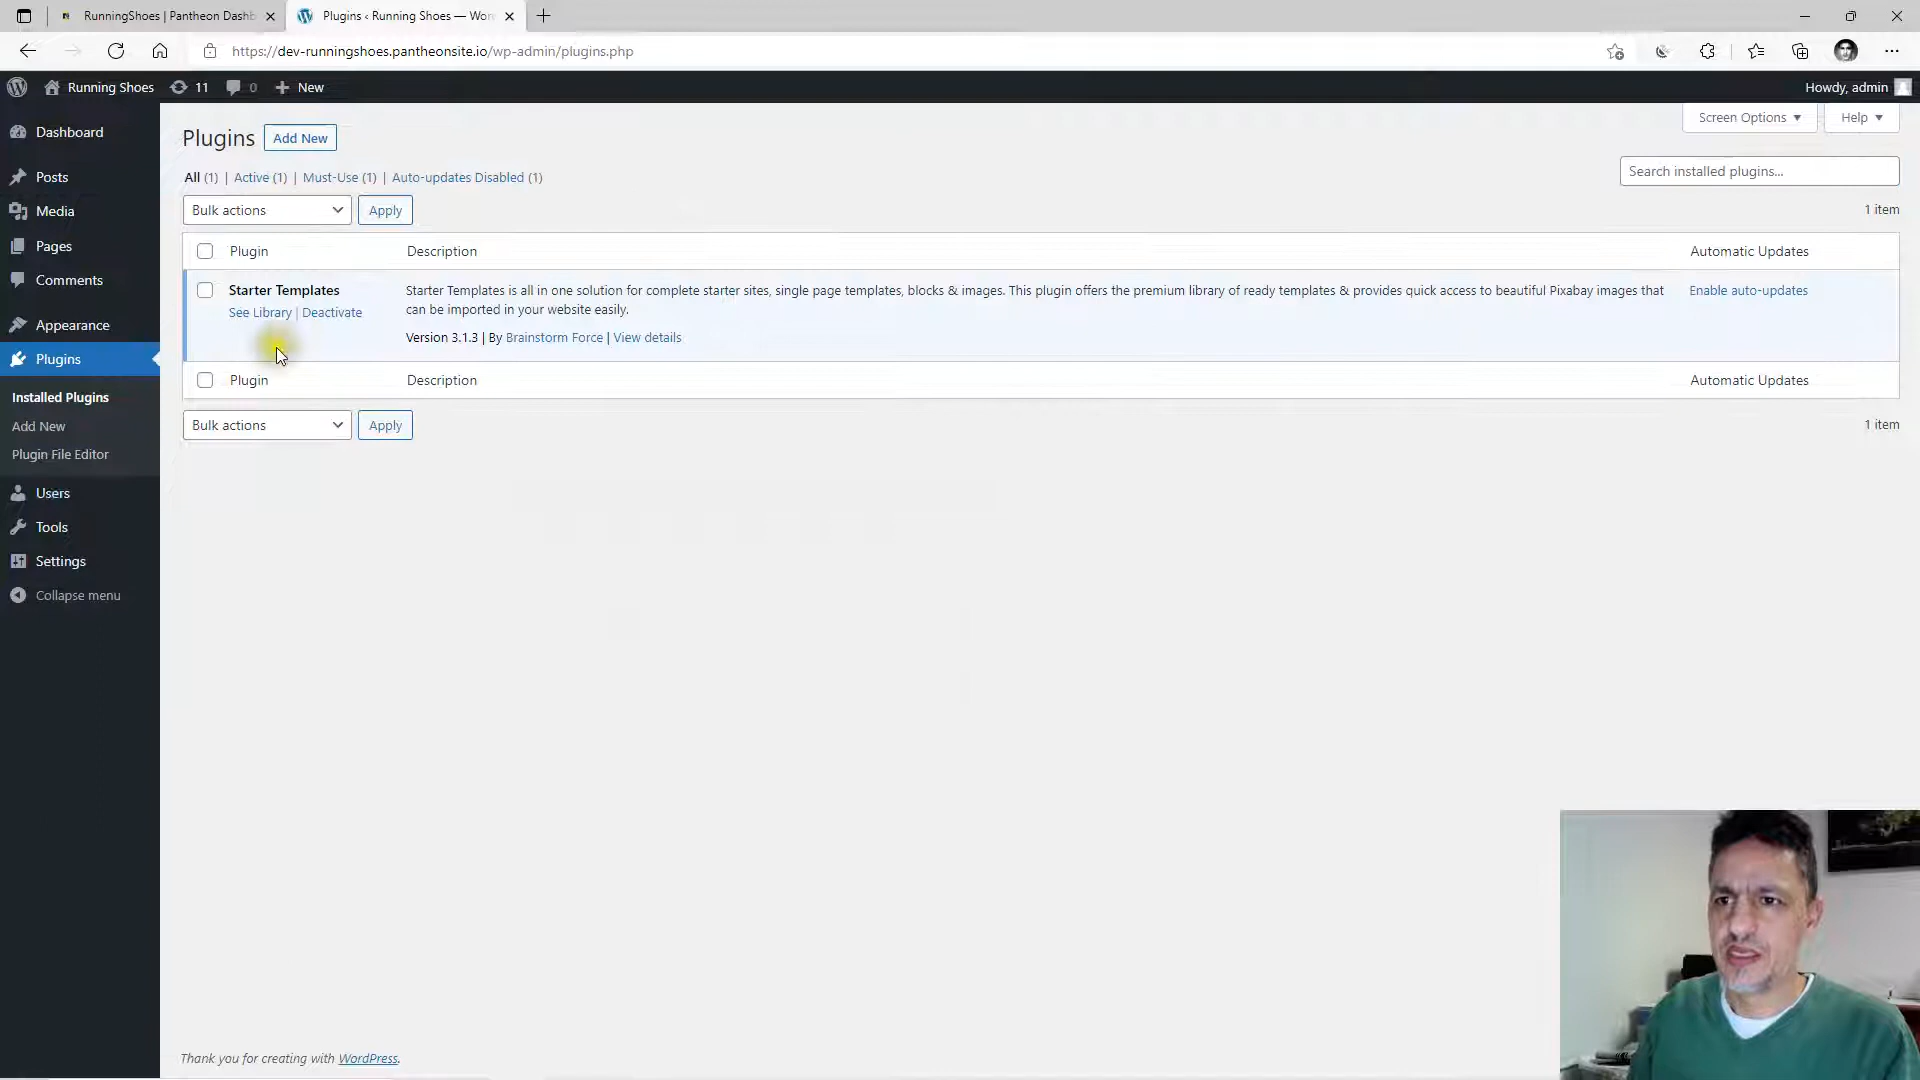 RunningShoes | Pantheon Dashb
Plugins ‹ Running Shoes — Wor
https://dev-runningshoes.pantheonsite.io/wp-admin/plugins.php
Running Shoes 11 0 New
Howdy, admin
Dashboard
Posts
Media
Pages
Comments
Appearance
Plugins
Installed Plugins
Add New
Plugin File Editor
Users
Tools
Settings
Collapse menu
Plugins Add New
Screen Options ▼ Help ▼
All (1) | Active (1) | Must-Use (1) | Auto-updates Disabled (1)
Search installed plugins...
Bulk actions Apply
1 item
Plugin Description Automatic Updates
Starter Templates
See Library | Deactivate
Starter Templates is all in one solution for complete starter sites, single page templates, blocks & images. This plugin offers the premium library of ready templates & provides quick access to beautiful Pixabay images that
can be imported in your website easily.
Version 3.1.3 | By Brainstorm Force | View details
Enable auto-updates
Plugin Description Automatic Updates
Bulk actions Apply
1 item
Thank you for creating with WordPress.